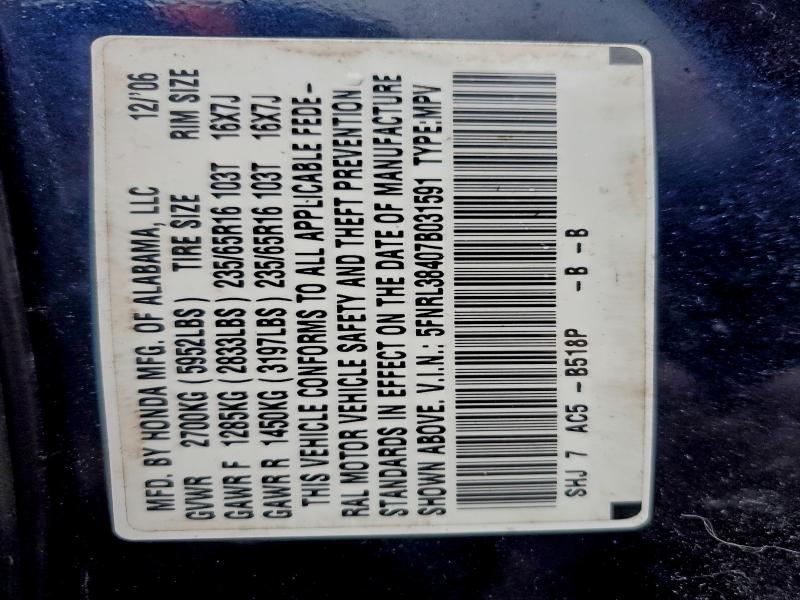 MFD. BY HONDA MFG. OF ALABAMA, LLC 12/'06
GVWR 2700KG (5952LBS) TIRE SIZE RIM SIZE
GAWR F 1285KG (2833LBS) 235/65R16 103T 16X7J
GAWR R 1450KG (3197LBS) 235/65R16 103T 16X7J
THIS VEHICLE CONFORMS TO ALL APPLICABLE FEDE-
RAL MOTOR VEHICLE SAFETY AND THEFT PREVENTION
STANDARDS IN EFFECT ON THE DATE OF MANUFACTURE
SHOWN ABOVE. V.I.N.: 5FNRL38407B031591 TYPE:MPV
SHJ 7 AC5 -B518P -B -B